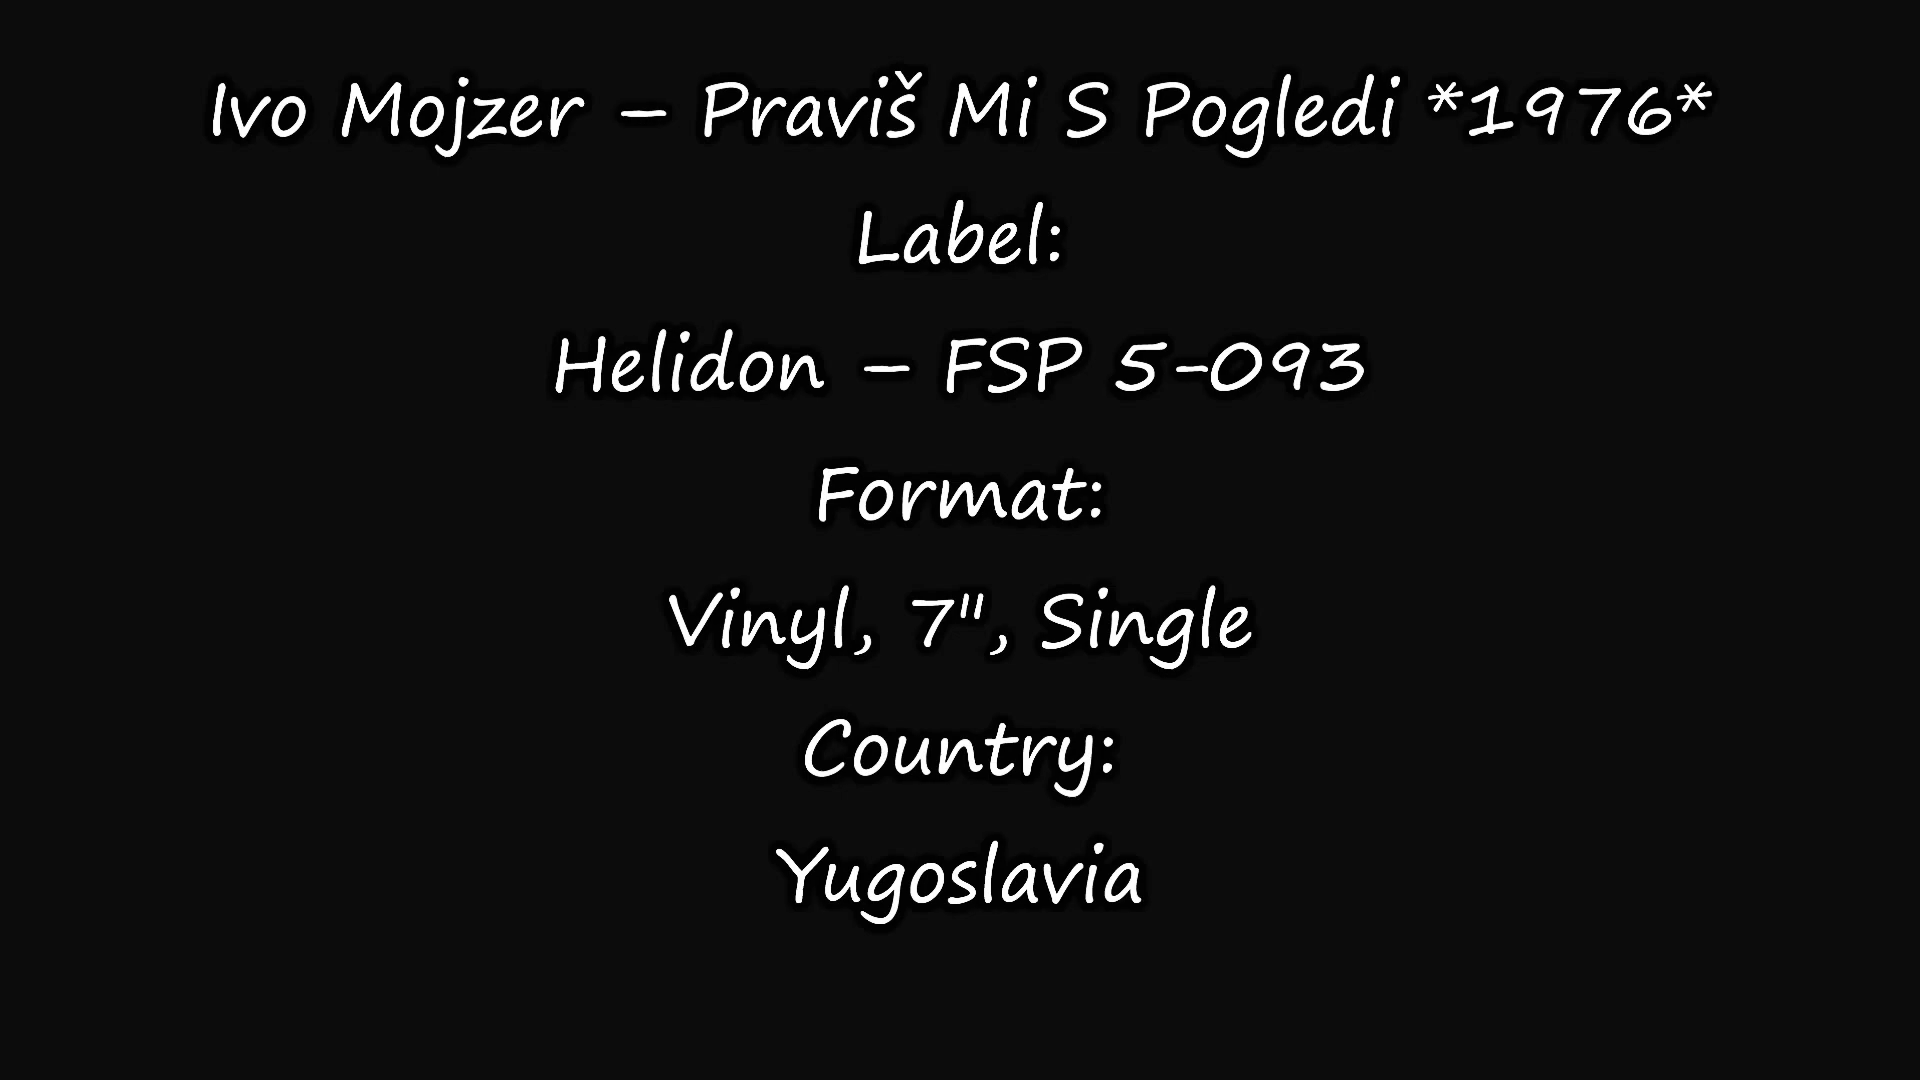 Ivo Mojzer – Praviš Mi S Pogledi *1976*
Label:
Helidon – FSP 5-093
Format:
Vinyl, 7", Single
Country:
Yugoslavia